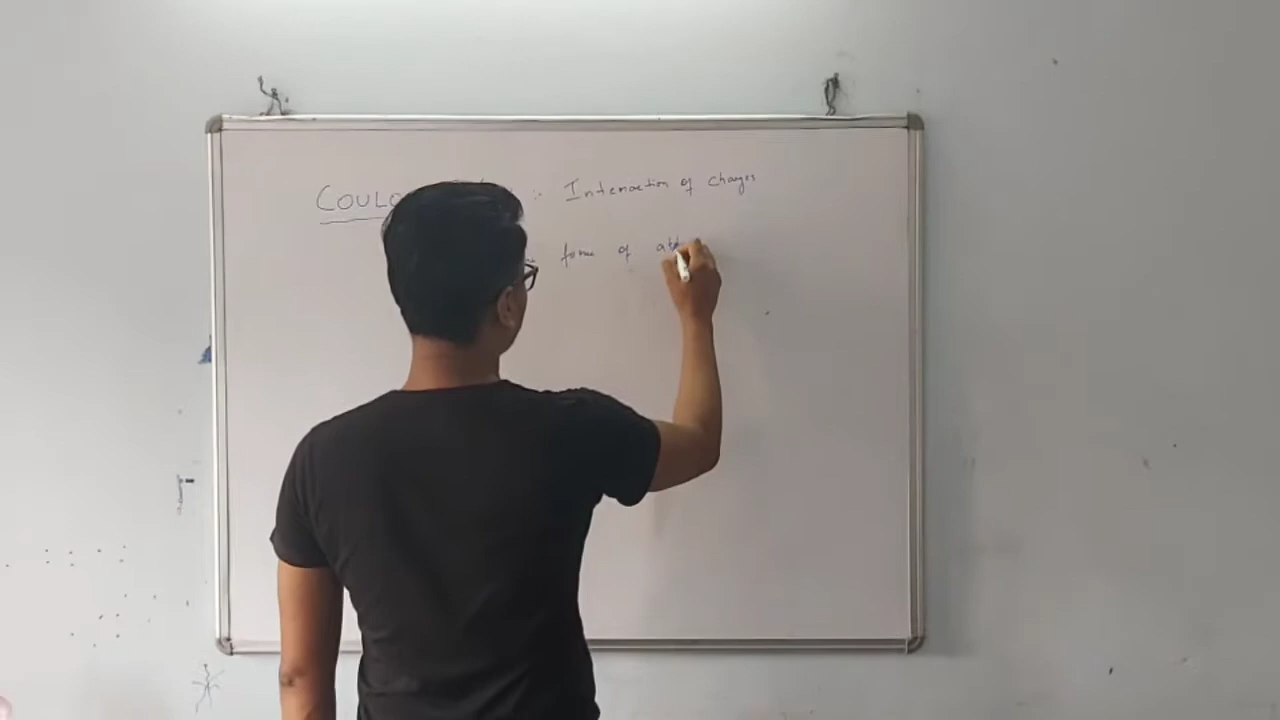 COULO :- Interaction of charges
force of att